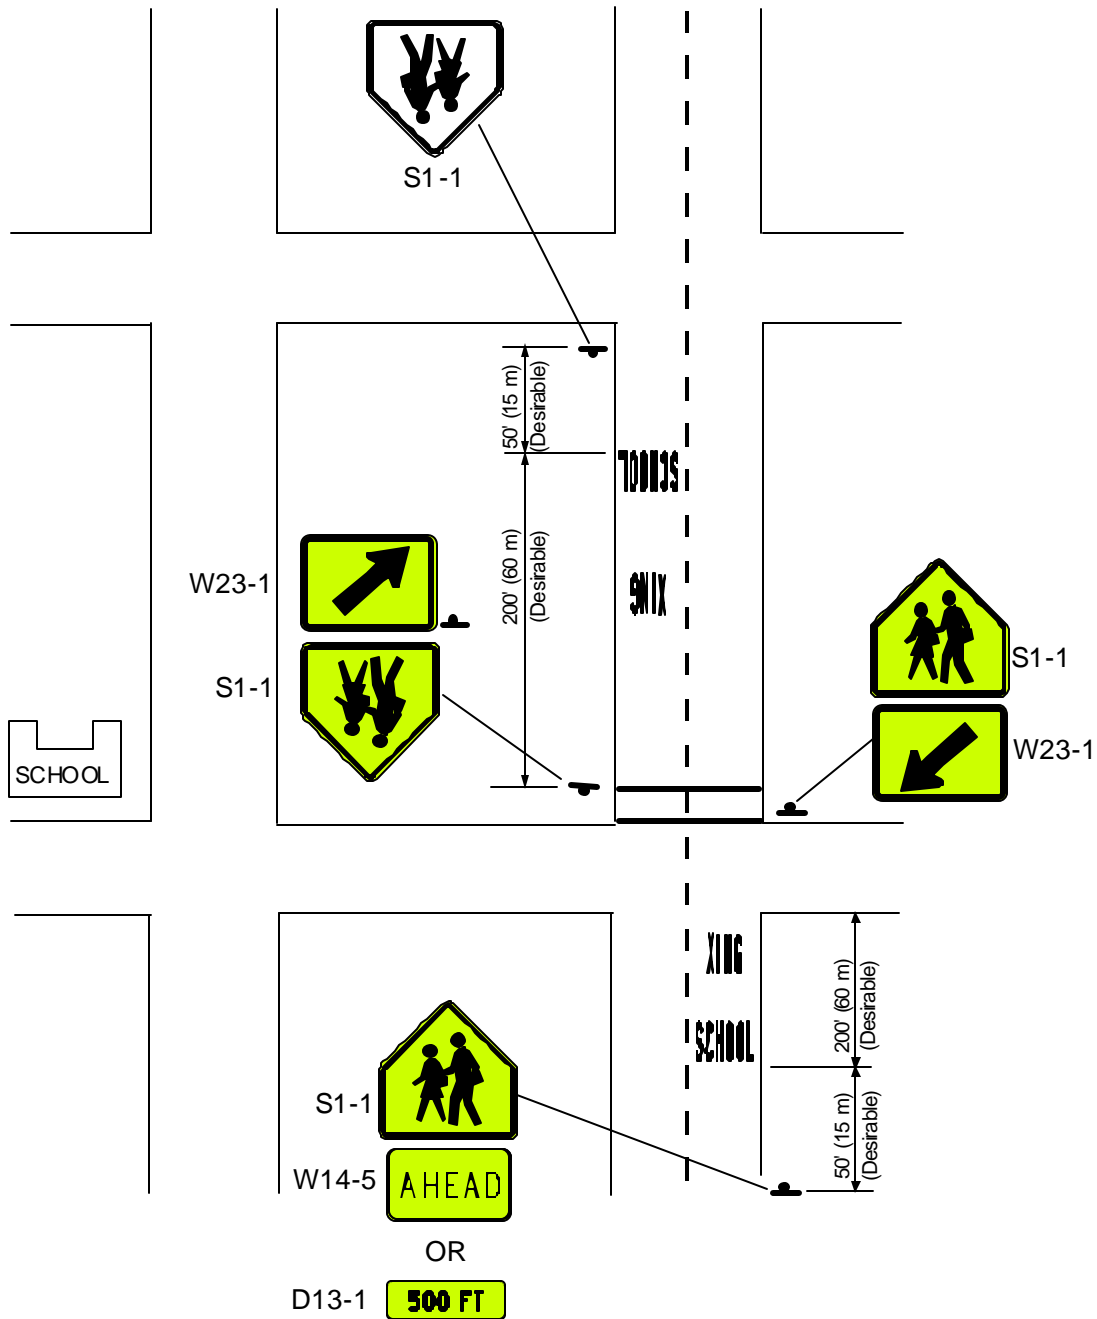 S1-1
50' (15 m)
(Desirable)
SCHOOL
200' (60 m)
(Desirable)
XING
W23-1
S1-1
S1-1
W23-1
SCHOOL
XING
SCHOOL
200' (60 m)
(Desirable)
50' (15 m)
(Desirable)
S1-1
W14-5
AHEAD
OR
D13-1
500 FT